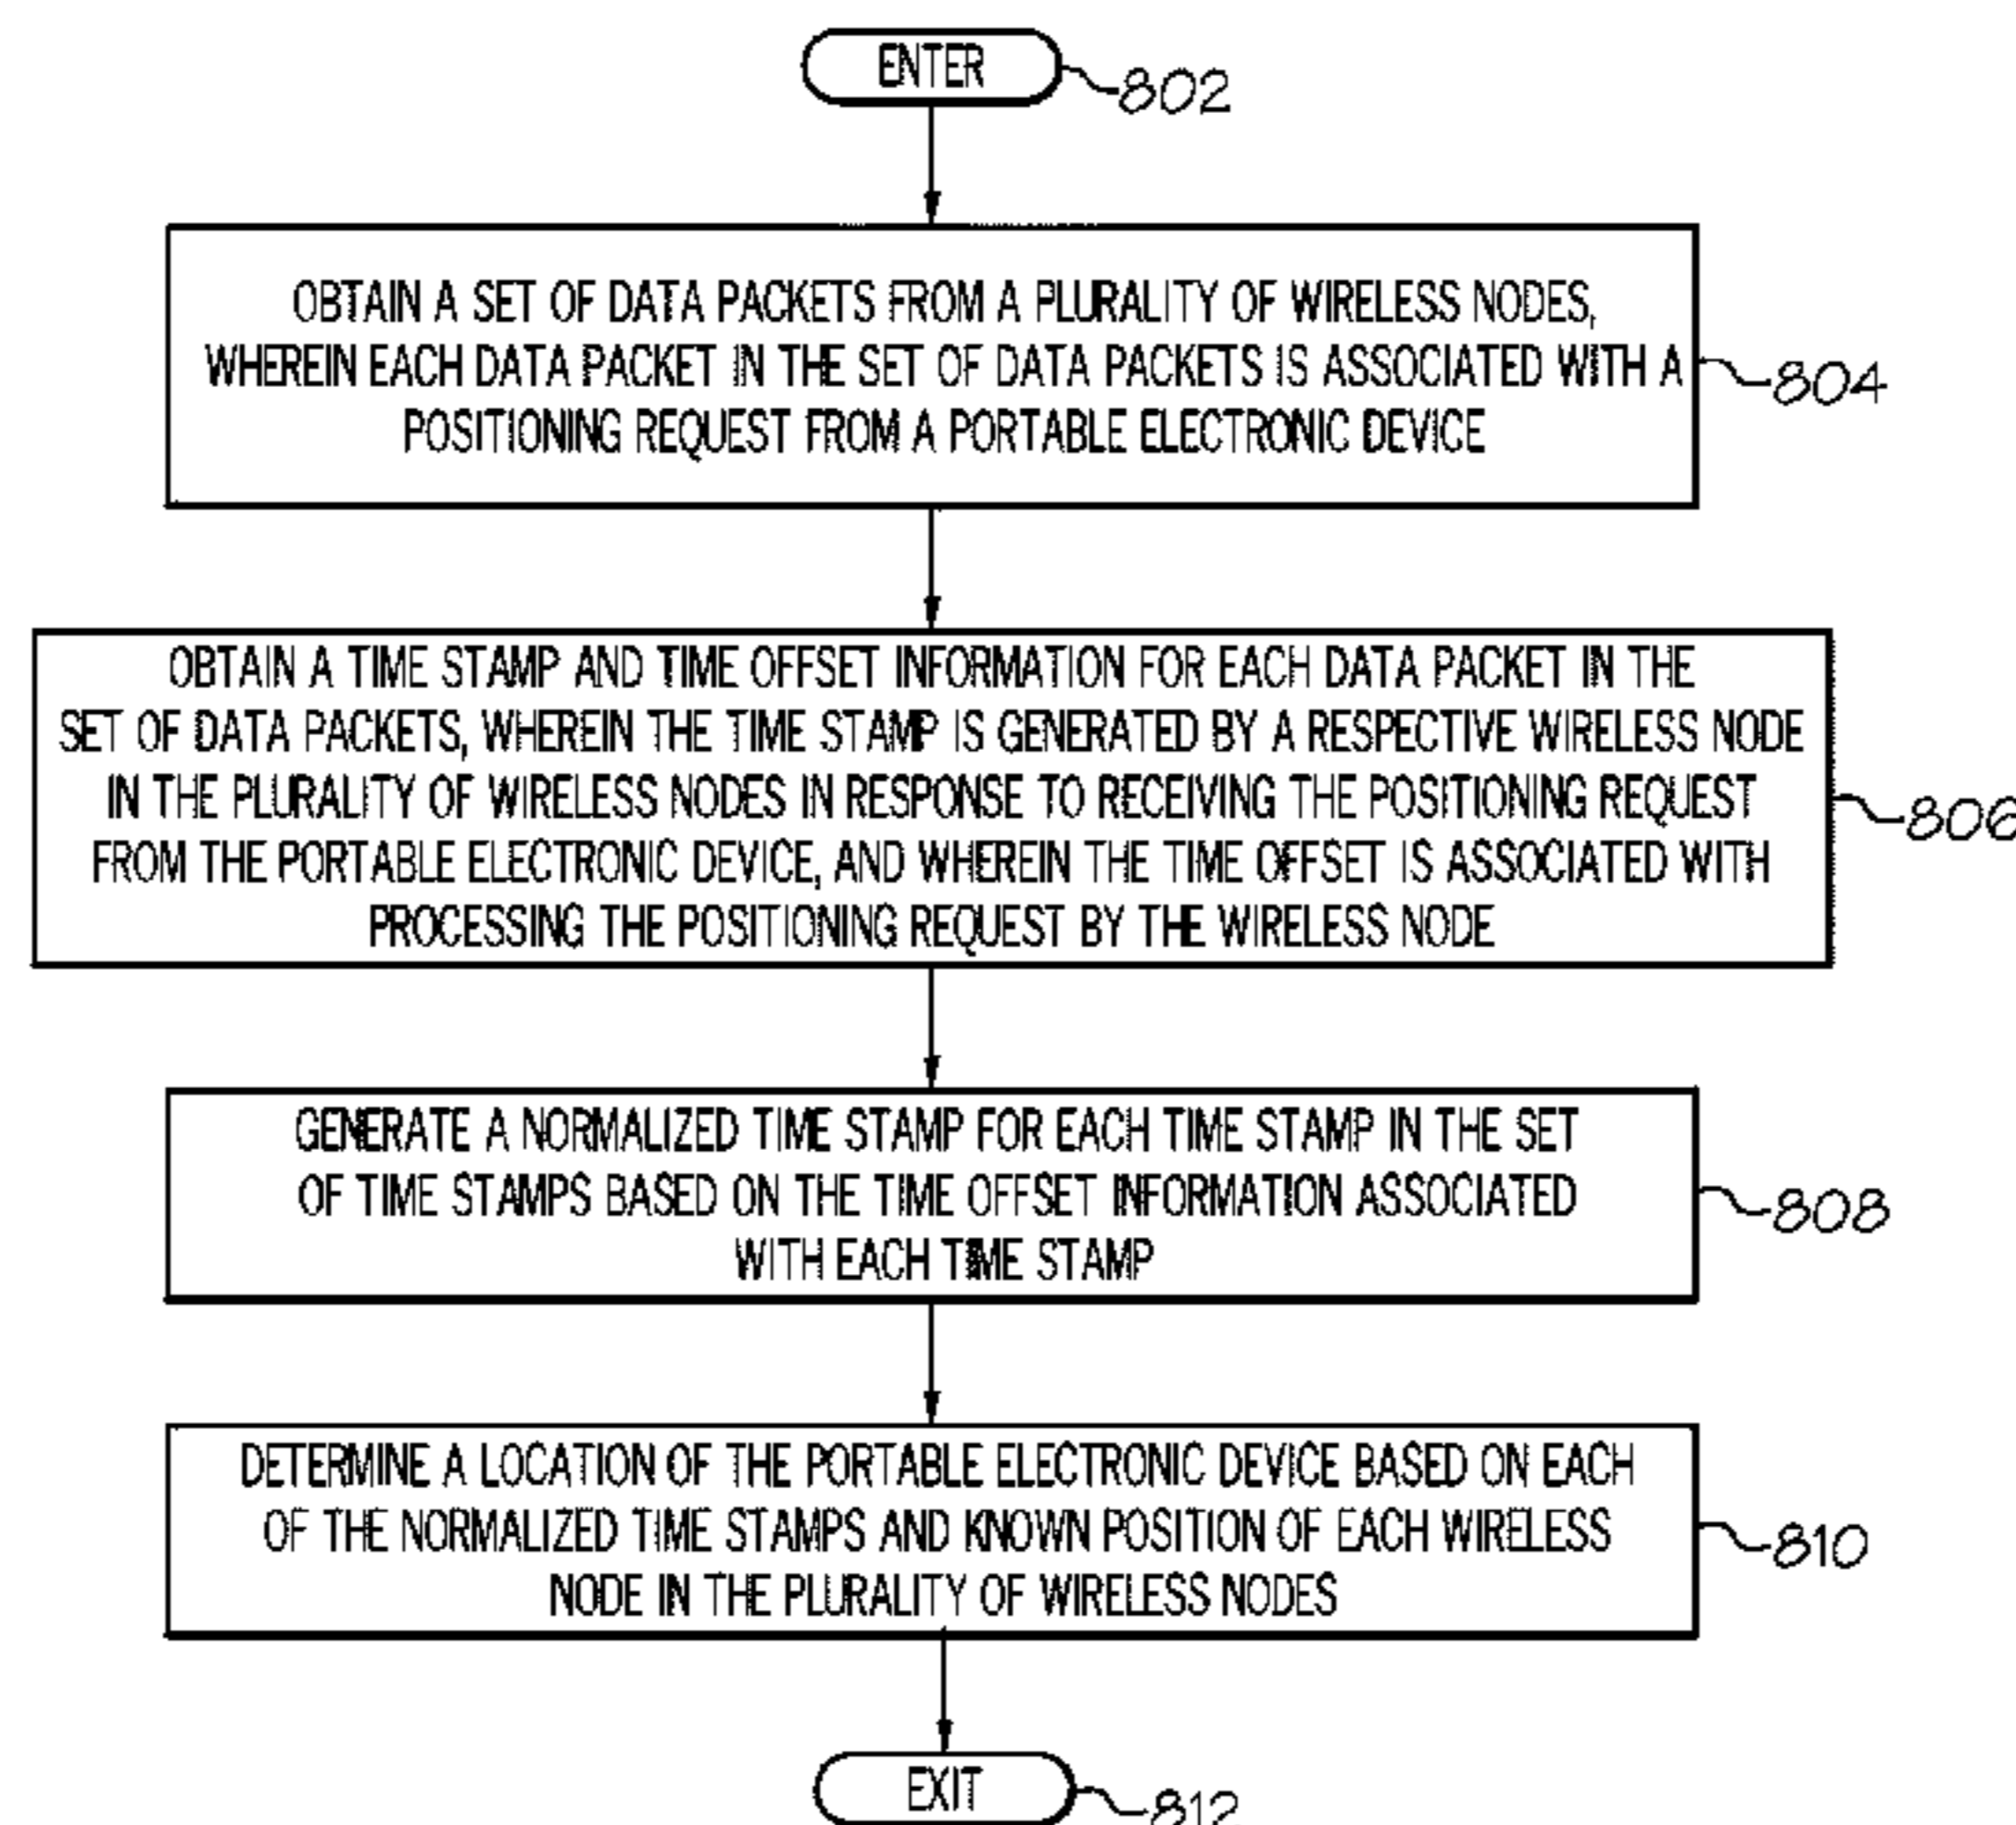 ENTER
802
OBTAIN A SET OF DATA PACKETS FROM A PLURALITY OF WIRELESS NODES,
WHEREIN EACH DATA PACKET IN THE SET OF DATA PACKETS IS ASSOCIATED WITH A
POSITIONING REQUEST FROM A PORTABLE ELECTRONIC DEVICE
804
OBTAIN A TIME STAMP AND TIME OFFSET INFORMATION FOR EACH DATA PACKET IN THE
SET OF DATA PACKETS, WHEREIN THE TIME STAMP IS GENERATED BY A RESPECTIVE WIRELESS NODE
IN THE PLURALITY OF WIRELESS NODES IN RESPONSE TO RECEIVING THE POSITIONING REQUEST
FROM THE PORTABLE ELECTRONIC DEVICE, AND WHEREIN THE TIME OFFSET IS ASSOCIATED WITH
PROCESSING THE POSITIONING REQUEST BY THE WIRELESS NODE
806
GENERATE A NORMALIZED TIME STAMP FOR EACH TIME STAMP IN THE SET
OF TIME STAMPS BASED ON THE TIME OFFSET INFORMATION ASSOCIATED
WITH EACH TIME STAMP
808
DETERMINE A LOCATION OF THE PORTABLE ELECTRONIC DEVICE BASED ON EACH
OF THE NORMALIZED TIME STAMPS AND KNOWN POSITION OF EACH WIRELESS
NODE IN THE PLURALITY OF WIRELESS NODES
810
EXIT
812